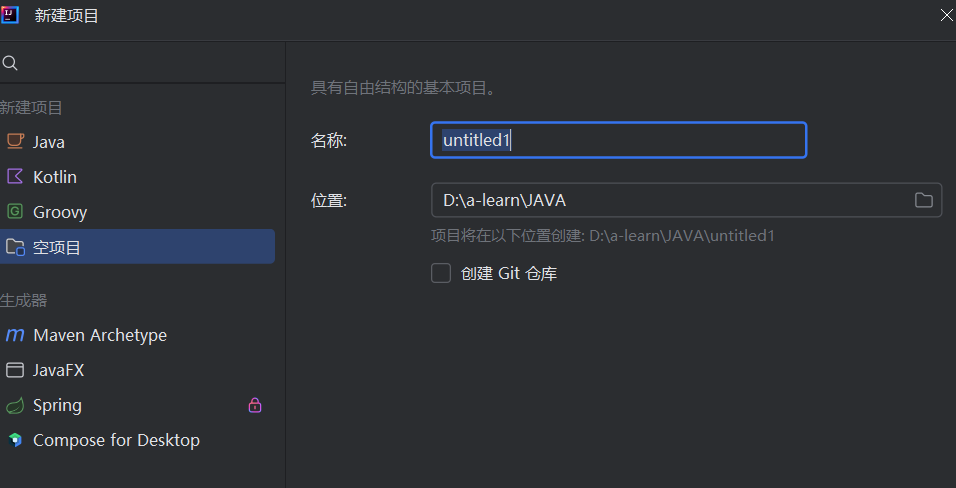 新建项目
新建项目
Java
Kotlin
Groovy
空项目
生成器
Maven Archetype
JavaFX
Spring
Compose for Desktop
具有自由结构的基本项目。
名称: untitled1
位置: D:\a-learn\JAVA
项目将在以下位置创建: D:\a-learn\JAVA\untitled1
创建 Git 仓库